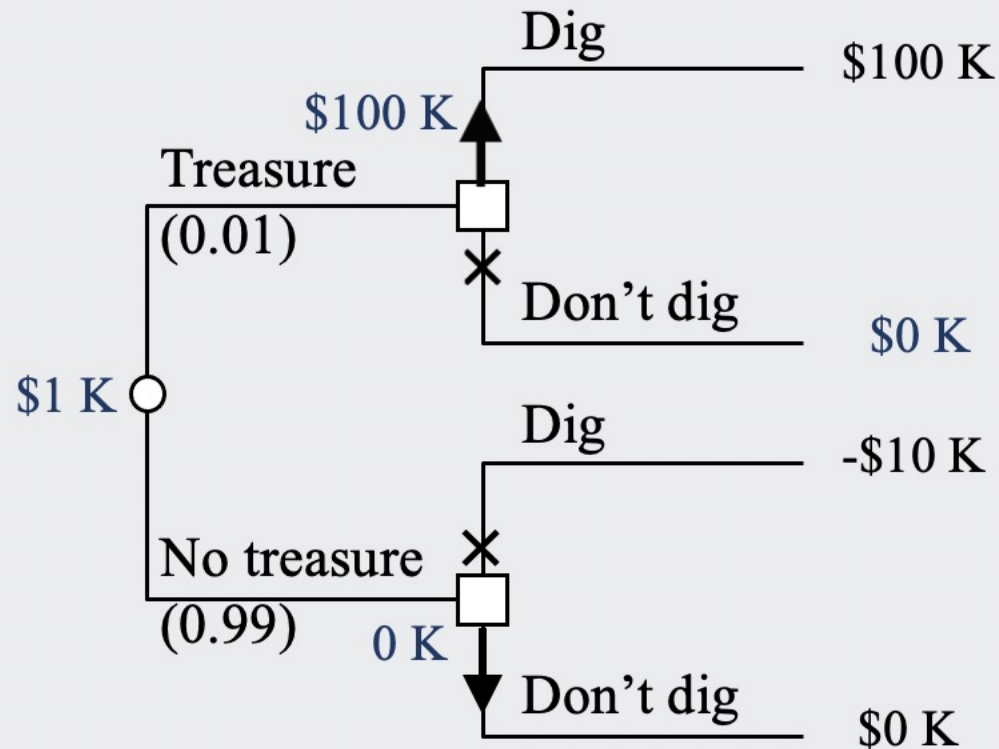 Dig
$100 K
$100 K
Treasure
(0.01)
Don’t dig
$0 K
$1 K
Dig
-$10 K
No treasure
(0.99)
0 K
Don’t dig
$0 K